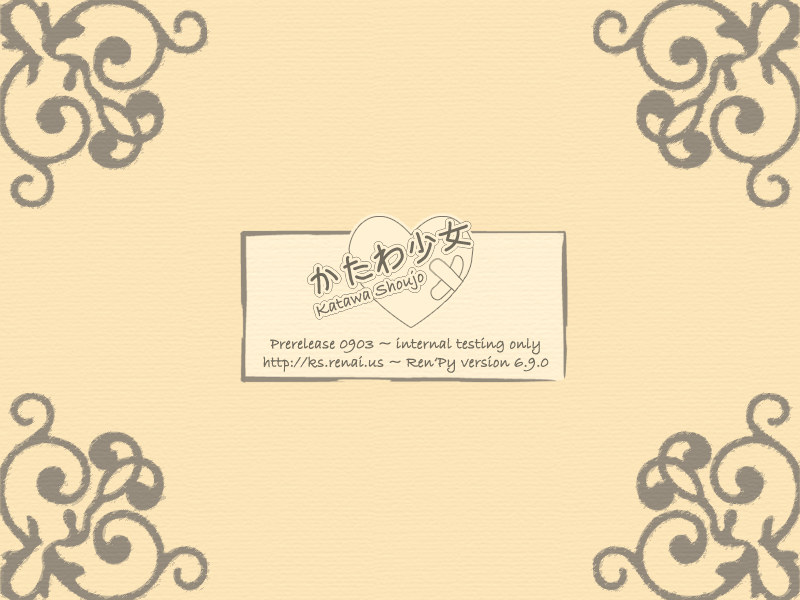 かたわ少女
Katawa Shoujo
Prerelease 0903 ~ internal testing only
http://ks.renai.us ~ Ren'Py version 6.9.0